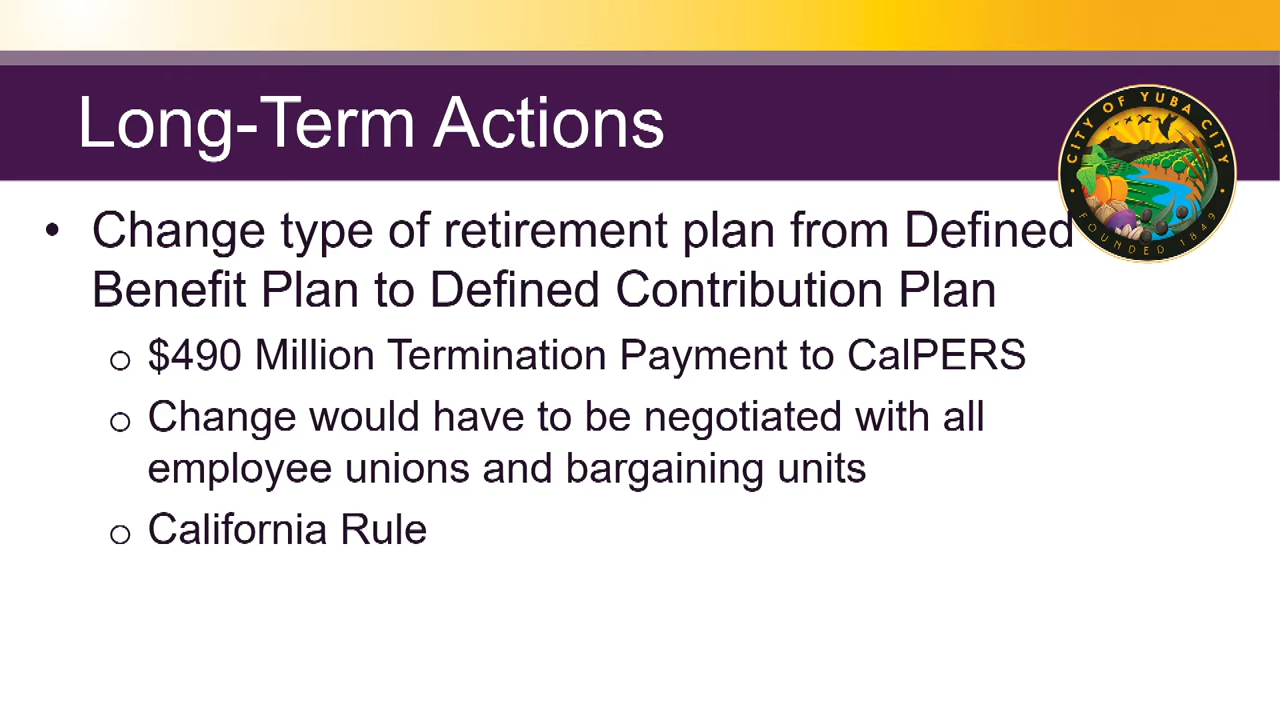 Long-Term Actions
CITY OF YUBA CITY
FOUNDED 1849
• Change type of retirement plan from Defined
Benefit Plan to Defined Contribution Plan
o $490 Million Termination Payment to CalPERS
o Change would have to be negotiated with all
employee unions and bargaining units
o California Rule